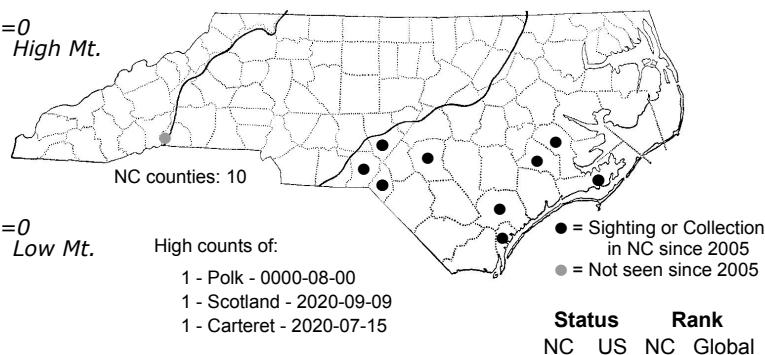 =0
High Mt.
NC counties: 10
=0
Low Mt.
High counts of:
1 - Polk - 0000-08-00
1 - Scotland - 2020-09-09
1 - Carteret - 2020-07-15
= Sighting or Collection
in NC since 2005
= Not seen since 2005
Status Rank
NC US NC Global